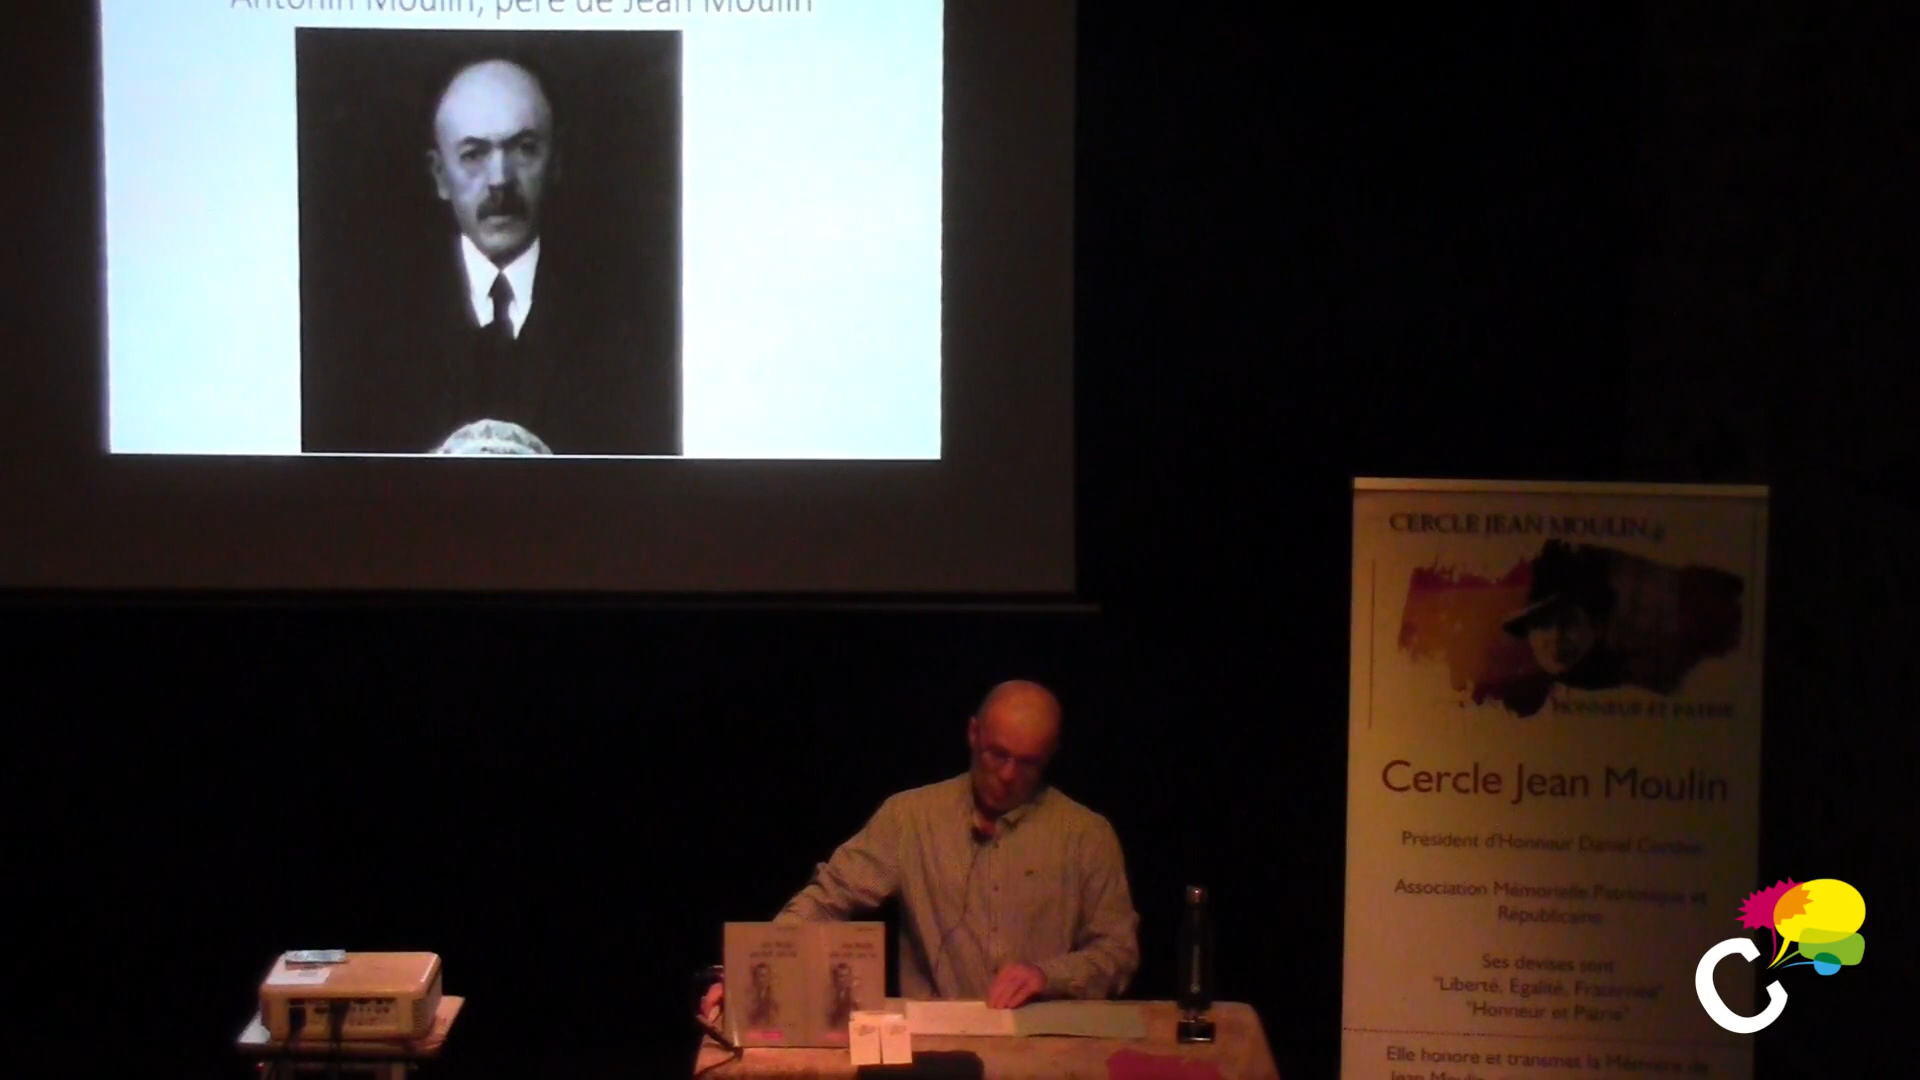 Antonin Moulin, père de Jean Moulin
CERCLE JEAN MOULIN
HONNEUR ET PATRIE
Cercle Jean Moulin
Président d'Honneur Daniel Cordier
Association Mémorielle Patriotique et
Républicaine
Ses devises sont
"Liberté, Egalité, Fraternité"
"Honneur et Patrie"
Elle honore et transmet la Mémoire de
Jean Moulin
C